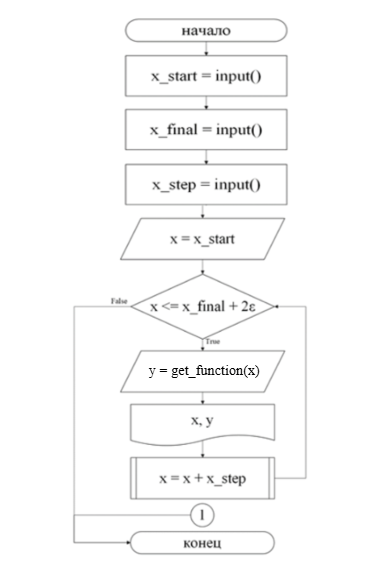 начало
x_start = input()
x_final = input()
x_step = input()
x = x_start
False
x <= x_final + 2ε
True
y = get_function(x)
x, y
x = x + x_step
1
конец